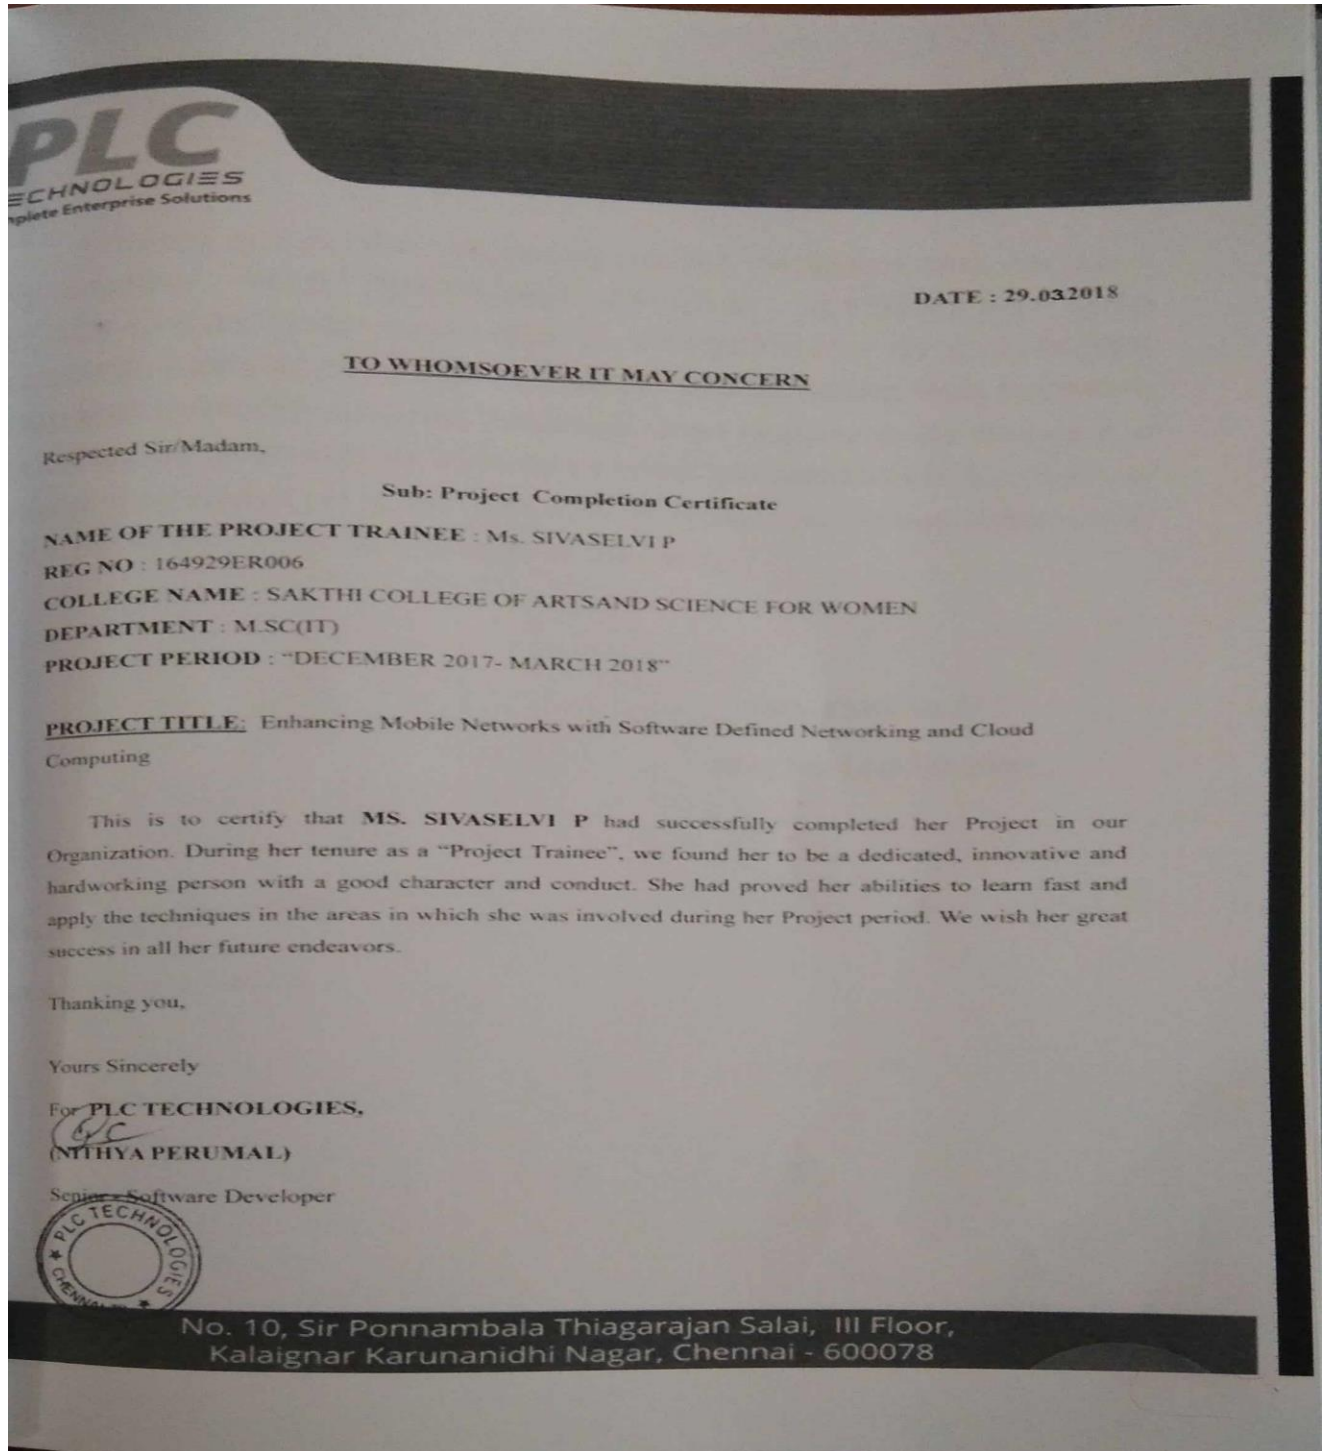 PLC
ECHNOLOGIES
mplete Enterprise Solutions
DATE : 29.03.2018
TO WHOMSOEVER IT MAY CONCERN
Respected Sir/Madam,
Sub: Project Completion Certificate
NAME OF THE PROJECT TRAINEE : Ms. SIVASELVI P
REG NO : 164929ER006
COLLEGE NAME : SAKTHI COLLEGE OF ARTSAND SCIENCE FOR WOMEN
DEPARTMENT : M.SC(IT)
PROJECT PERIOD : “DECEMBER 2017- MARCH 2018”
PROJECT TITLE: Enhancing Mobile Networks with Software Defined Networking and Cloud
Computing
This is to certify that MS. SIVASELVI P had successfully completed her Project in our
Organization. During her tenure as a “Project Trainee”, we found her to be a dedicated, innovative and
hardworking person with a good character and conduct. She had proved her abilities to learn fast and
apply the techniques in the areas in which she was involved during her Project period. We wish her great
success in all her future endeavors.
Thanking you,
Yours Sincerely
For PLC TECHNOLOGIES,
(NITHYA PERUMAL)
Senior - Software Developer
PLC TECHNOLOGIES
CHENNAI
No. 10, Sir Ponnambala Thiagarajan Salai, III Floor,
Kalaignar Karunanidhi Nagar, Chennai - 600078